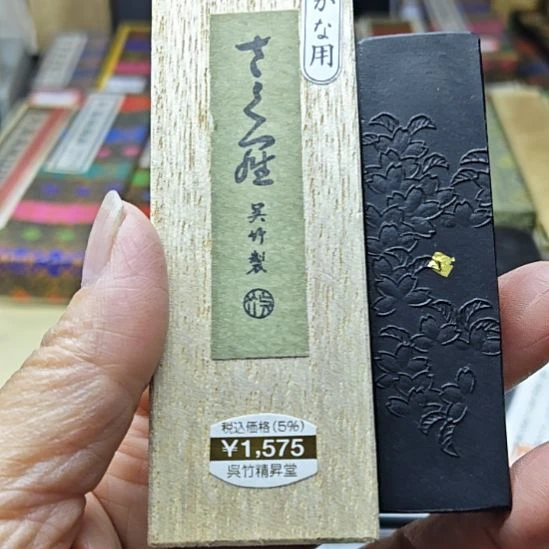 かな用
さくら
呉竹製
税込価格(5%)
¥1,575
呉竹精昇堂